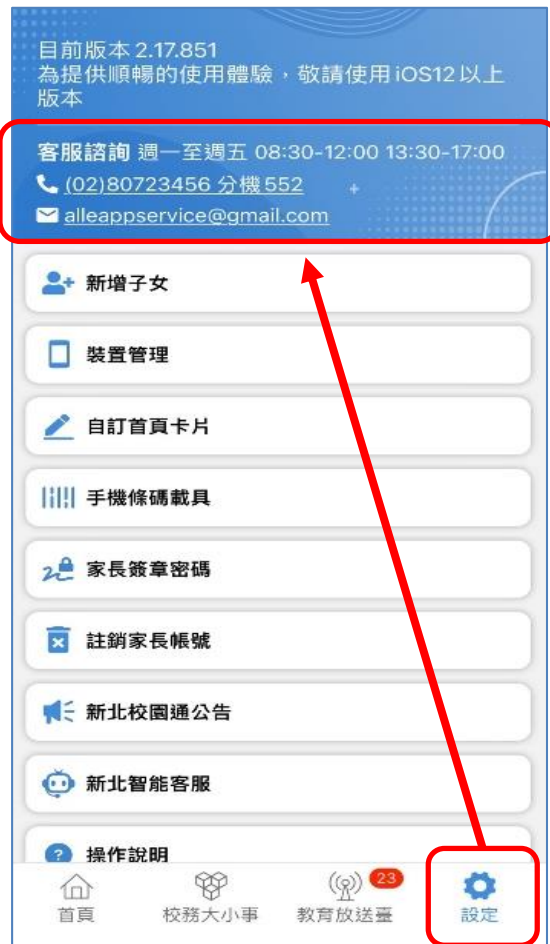 目前版本 2.17.851
為提供順暢的使用體驗，敬請使用 iOS12 以上
版本
客服諮詢 週一至週五 08:30-12:00 13:30-17:00
(02)80723456 分機 552
alleappservice@gmail.com
新增子女
裝置管理
自訂首頁卡片
手機條碼載具
家長簽章密碼
註銷家長帳號
新北校園通公告
新北智能客服
操作說明
23
首頁 校務大小事 教育放送臺 設定